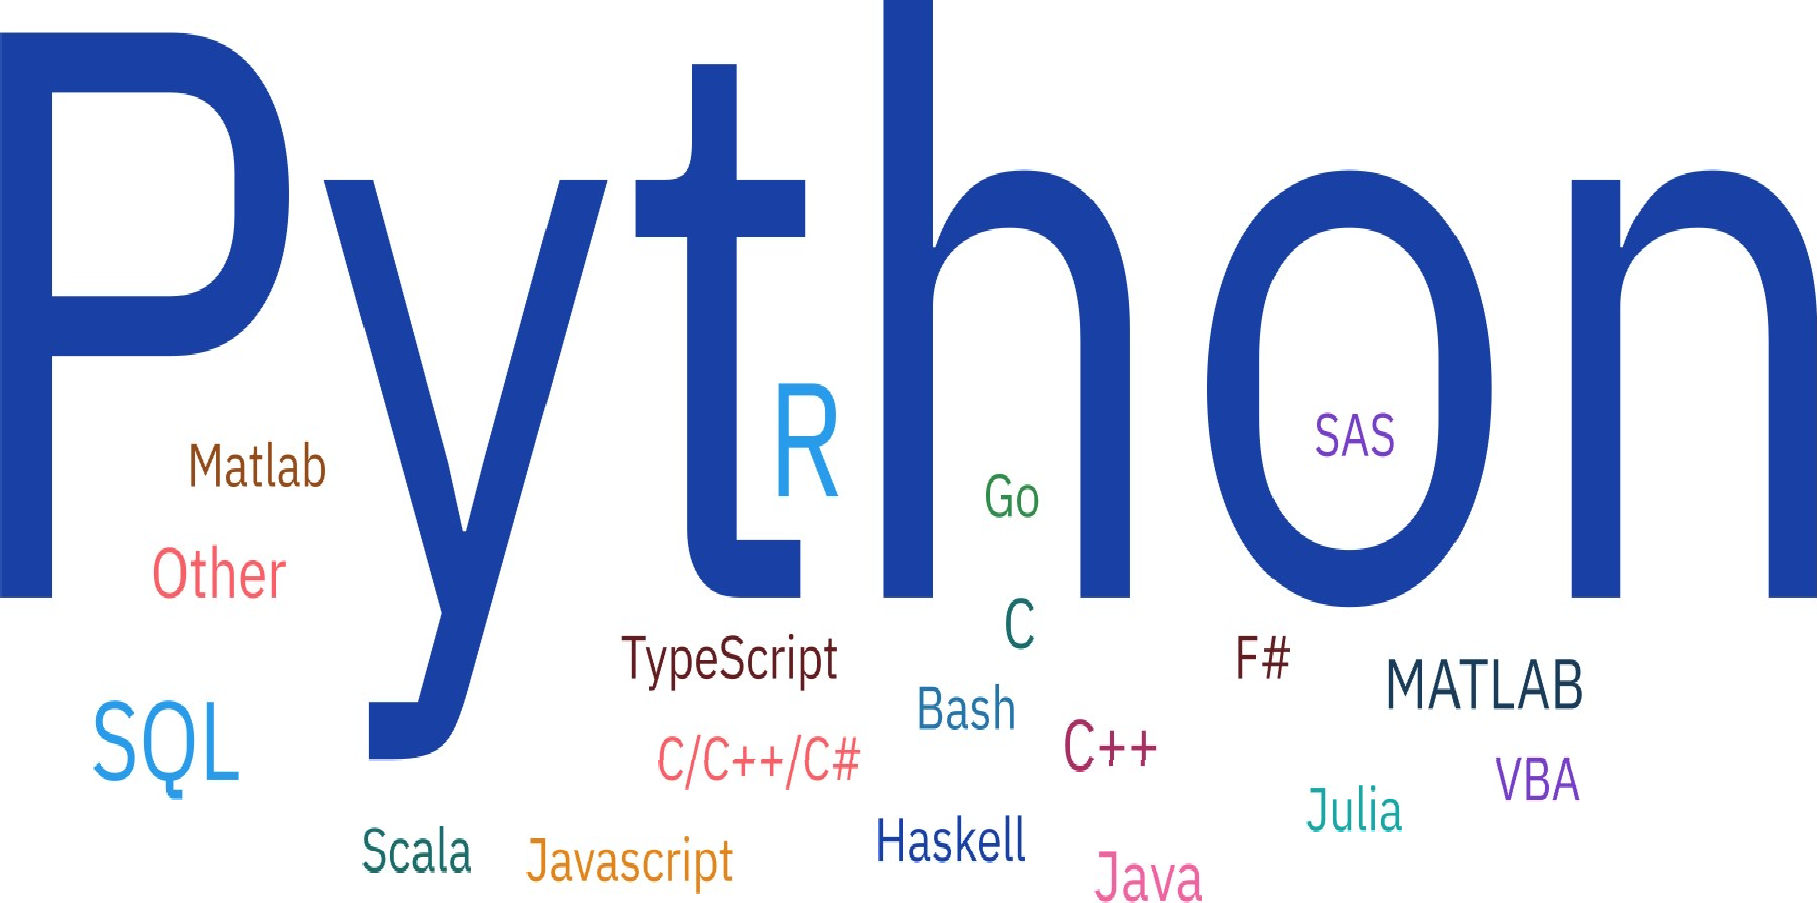 Python
R
SAS
Matlab
Go
Other
C
TypeScript
F#
MATLAB
Bash
SQL
C++
C/C++/C#
VBA
Julia
Haskell
Scala
Javascript
Java